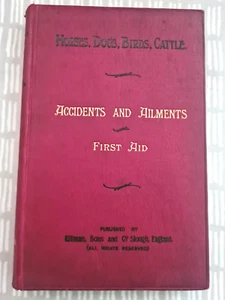 HORSES, DOGS, BIRDS, CATTLE.
ACCIDENTS AND AILMENTS
FIRST AID
PUBLISHED BY
Elliman, Sons and Co Slough, England.
(ALL RIGHTS RESERVED)